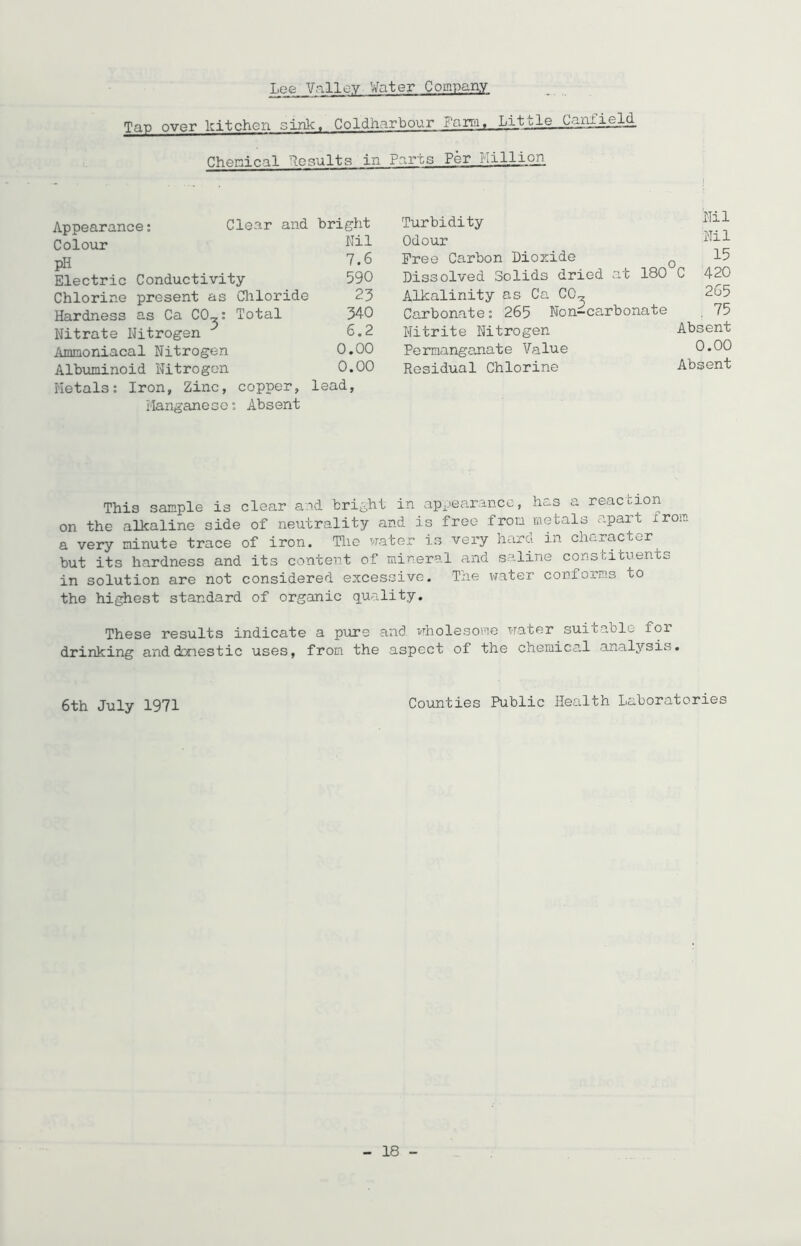 Lee Valley Water Company
Tap over kitchen sink, Coldharbour Farm, Little Canfield
Chemical Results in Parts Per Million
Appearance: Clear and bright
Colour Nil
pH 7.6
Electric Conductivity 590
Chlorine present as Chloride 23
Hardness as Ca CO3: Total 340
Nitrate Nitrogen 6.2
Ammoniacal Nitrogen 0.00
Albuminoid Nitrogen 0.00
Metals: Iron, Zinc, copper, lead,
Manganese: Absent
Turbidity Nil
Odour Nil
Free Carbon Dioxide 15
Dissolved Solids dried at 180°C 420
Alkalinity as Ca CO3 265
Carbonate: 265 Non-carbonate 75
Nitrite Nitrogen Absent
Permanganate Value 0.00
Residual Chlorine Absent
This sample is clear and bright in appearance, has a reaction
on the alkaline side of neutrality and is free from metals apart from
a very minute trace of iron. The water is very hard in character
but its hardness and its content of mineral and saline constituents
in solution are not considered excessive. The water conforms to
the highest standard of organic quality.
These results indicate a pure and wholesome water suitable for
drinking and domestic uses, from the aspect of the chemical analysis.
6th July 1971 Counties Public Health Laboratories
- 18 -